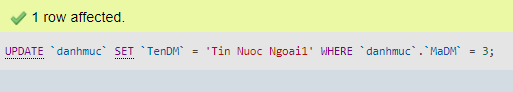 1 row affected.
UPDATE `danhmuc` SET `TenDM` = 'Tin Nuoc Ngoai1' WHERE `danhmuc`.`MaDM` = 3;